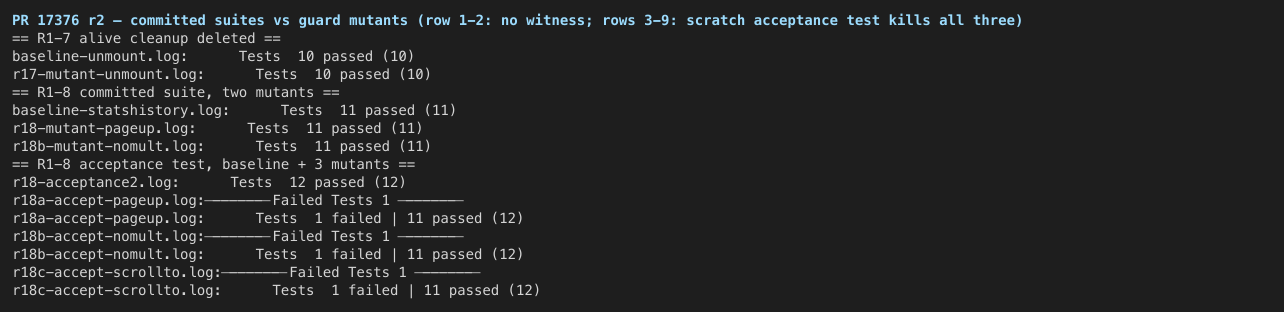 PR 17376 r2 — committed suites vs guard mutants (row 1-2: no witness; rows 3-9: scratch acceptance test kills all three)
== R1-7 alive cleanup deleted ==
baseline-unmount.log:      Tests  10 passed (10)
r17-mutant-unmount.log:      Tests  10 passed (10)
== R1-8 committed suite, two mutants ==
baseline-statshistory.log:      Tests  11 passed (11)
r18-mutant-pageup.log:      Tests  11 passed (11)
r18b-mutant-nomult.log:      Tests  11 passed (11)
== R1-8 acceptance test, baseline + 3 mutants ==
r18-acceptance2.log:      Tests  12 passed (12)
r18a-accept-pageup.log:⎯⎯⎯⎯⎯⎯⎯Failed Tests 1 ⎯⎯⎯⎯⎯⎯⎯
r18a-accept-pageup.log:      Tests  1 failed | 11 passed (12)
r18b-accept-nomult.log:⎯⎯⎯⎯⎯⎯⎯Failed Tests 1 ⎯⎯⎯⎯⎯⎯⎯
r18b-accept-nomult.log:      Tests  1 failed | 11 passed (12)
r18c-accept-scrollto.log:⎯⎯⎯⎯⎯⎯⎯Failed Tests 1 ⎯⎯⎯⎯⎯⎯⎯
r18c-accept-scrollto.log:      Tests  1 failed | 11 passed (12)